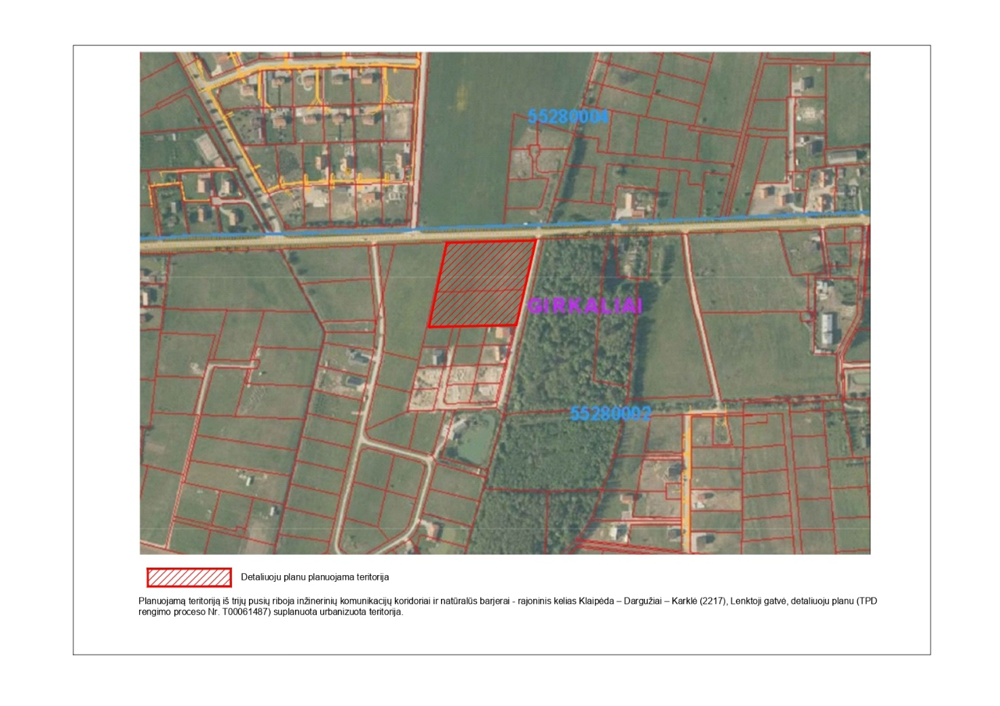 55280004
GIRKALIAI
55280002
Detaliuoju planu planuojama teritorija
Planuojamą teritoriją iš trijų pusių riboja inžinerinių komunikacijų koridoriai ir natūralūs barjerai - rajoninis kelias Klaipėda – Dargužiai – Karklė (2217), Lenktoji gatvė, detaliuoju planu (TPD
rengimo proceso Nr. T00061487) suplanuota urbanizuota teritorija.